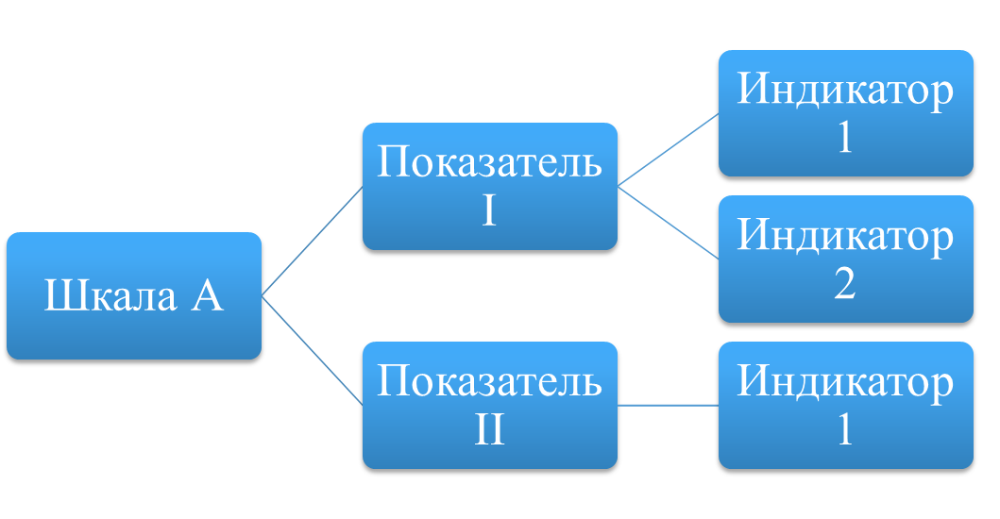 Шкала А
Показатель
I
Показатель
II
Индикатор
1
Индикатор
2
Индикатор
1